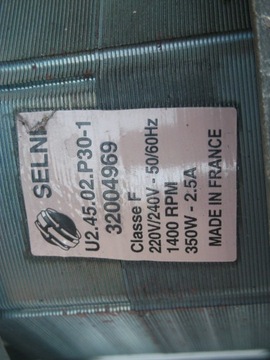 SELNI
U2.45.02.P30-1
32004969
Classe F
220V/240V - 50/60Hz
1400 RPM
350W - 2.5A
MADE IN FRANCE